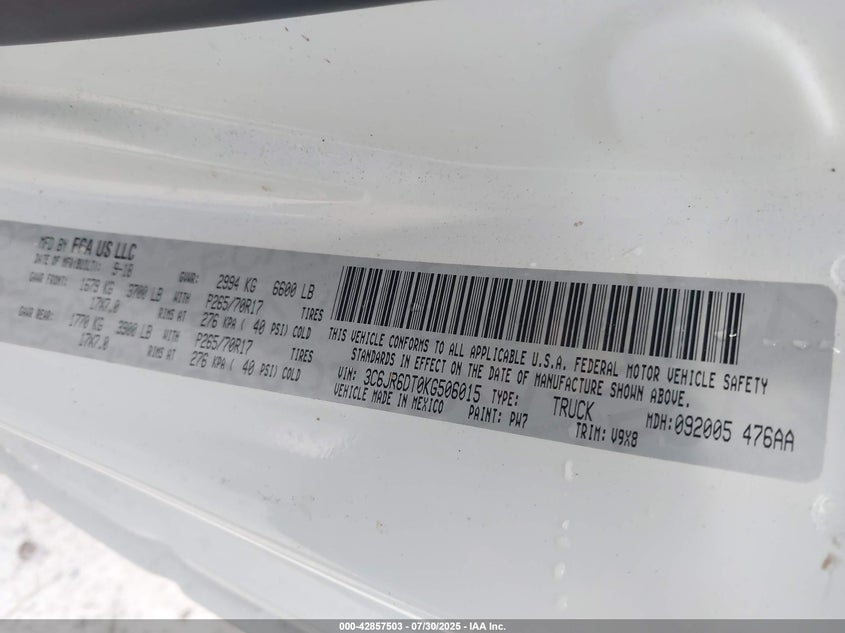 MFD BY FCA US LLC
DATE OF MFR(BUILT): 9-18 GVWR: 2994 KG 6600 LB
GAWR FRONT: 1679 KG 3700 LB WITH P265/70R17 TIRES
17X7.0 RIMS AT 276 KPA ( 40 PSI) COLD
GAWR REAR: 1770 KG 3900 LB WITH P265/70R17 TIRES
17X7.0 RIMS AT 276 KPA ( 40 PSI) COLD
THIS VEHICLE CONFORMS TO ALL APPLICABLE U.S.A. FEDERAL MOTOR VEHICLE SAFETY
STANDARDS IN EFFECT ON THE DATE OF MANUFACTURE SHOWN ABOVE.
VIN: 3C6JR6DT0KG506015 TYPE: TRUCK MDH:092005 476AA
VEHICLE MADE IN MEXICO PAINT: PW7 TRIM: V9X8
000-42857503 - 07/30/2025 - IAA Inc.